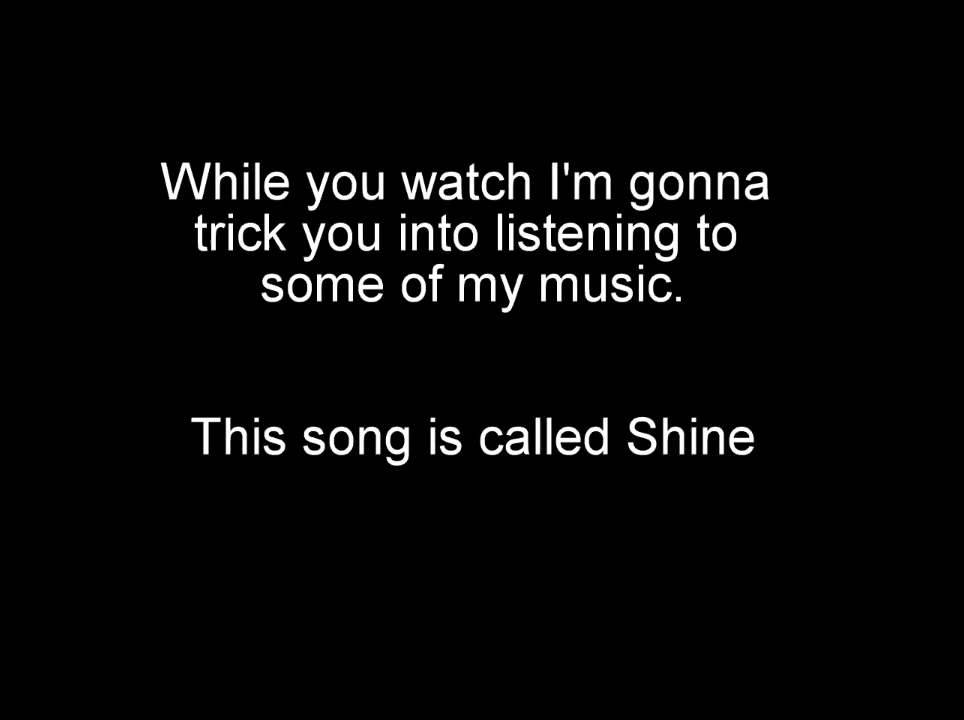 While you watch I'm gonna
trick you into listening to
some of my music.
This song is called Shine